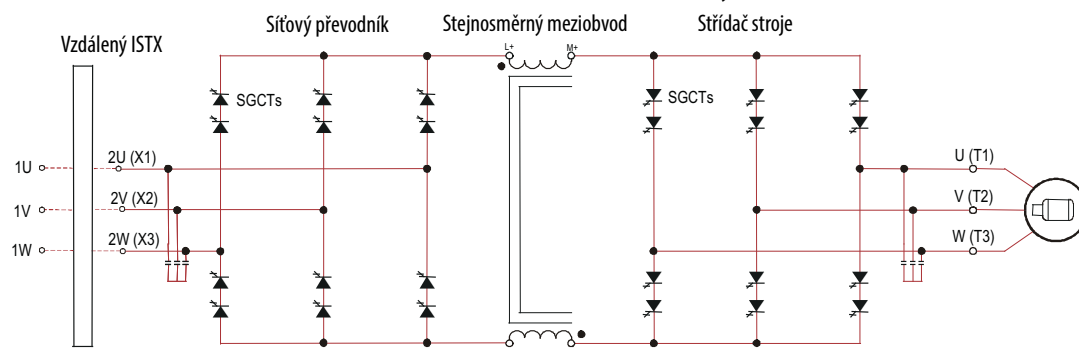 Vzdálený ISTX
Síťový převodník
Stejnosměrný meziobvod
Střídač stroje
L+
M+
SGCTs
SGCTs
1U
2U (X1)
U (T1)
1V
2V (X2)
V (T2)
1W
2W (X3)
W (T3)